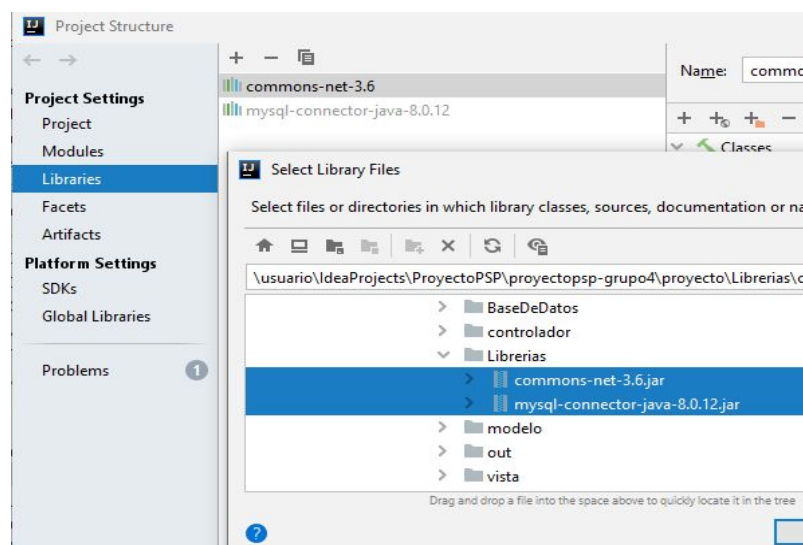 Project Structure
Project Settings
Project
Modules
Libraries
Facets
Artifacts
Platform Settings
SDKs
Global Libraries
Problems 1
commons-net-3.6
mysql-connector-java-8.0.12
Name: commo
Classes
Select Library Files
Select files or directories in which library classes, sources, documentation or na
\usuario\IdeaProjects\ProyectoPSP\proyectopsp-grupo4\proyecto\Librerias\c
BaseDeDatos
controlador
Librerias
commons-net-3.6.jar
mysql-connector-java-8.0.12.jar
modelo
out
vista
Drag and drop a file into the space above to quickly locate it in the tree
?